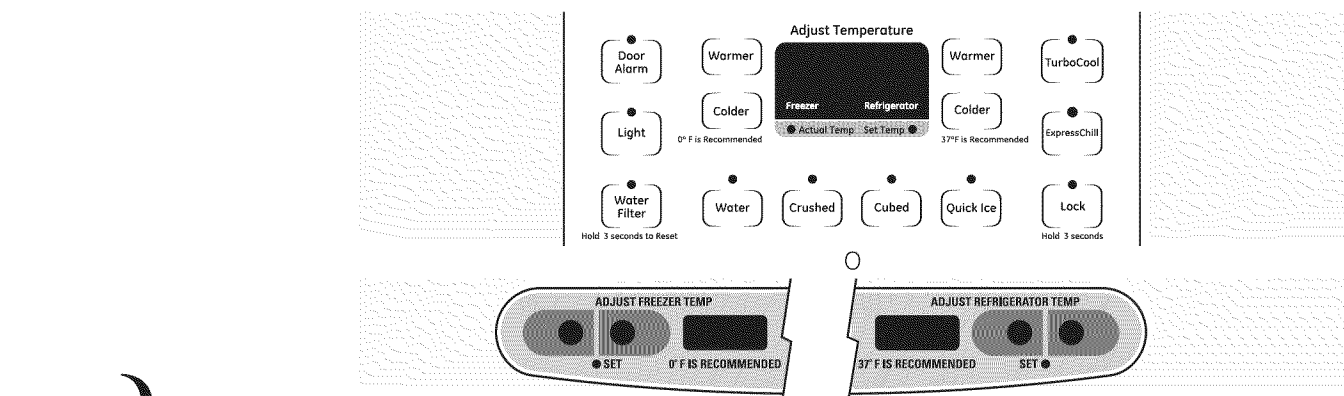 Adjust Temperature
Door
Alarm
Warmer
Warmer
TurboCool
Freezer Refrigerator
Colder
Colder
Light
Actual Temp Set Temp
ExpressChill
0° F is Recommended
37°F is Recommended
Water
Filter
Water
Crushed
Cubed
Quick Ice
Lock
Hold 3 seconds to Reset
Hold 3 seconds
O
ADJUST FREEZER TEMP
ADJUST REFRIGERATOR TEMP
SET
0° F IS RECOMMENDED
37° F IS RECOMMENDED
SET